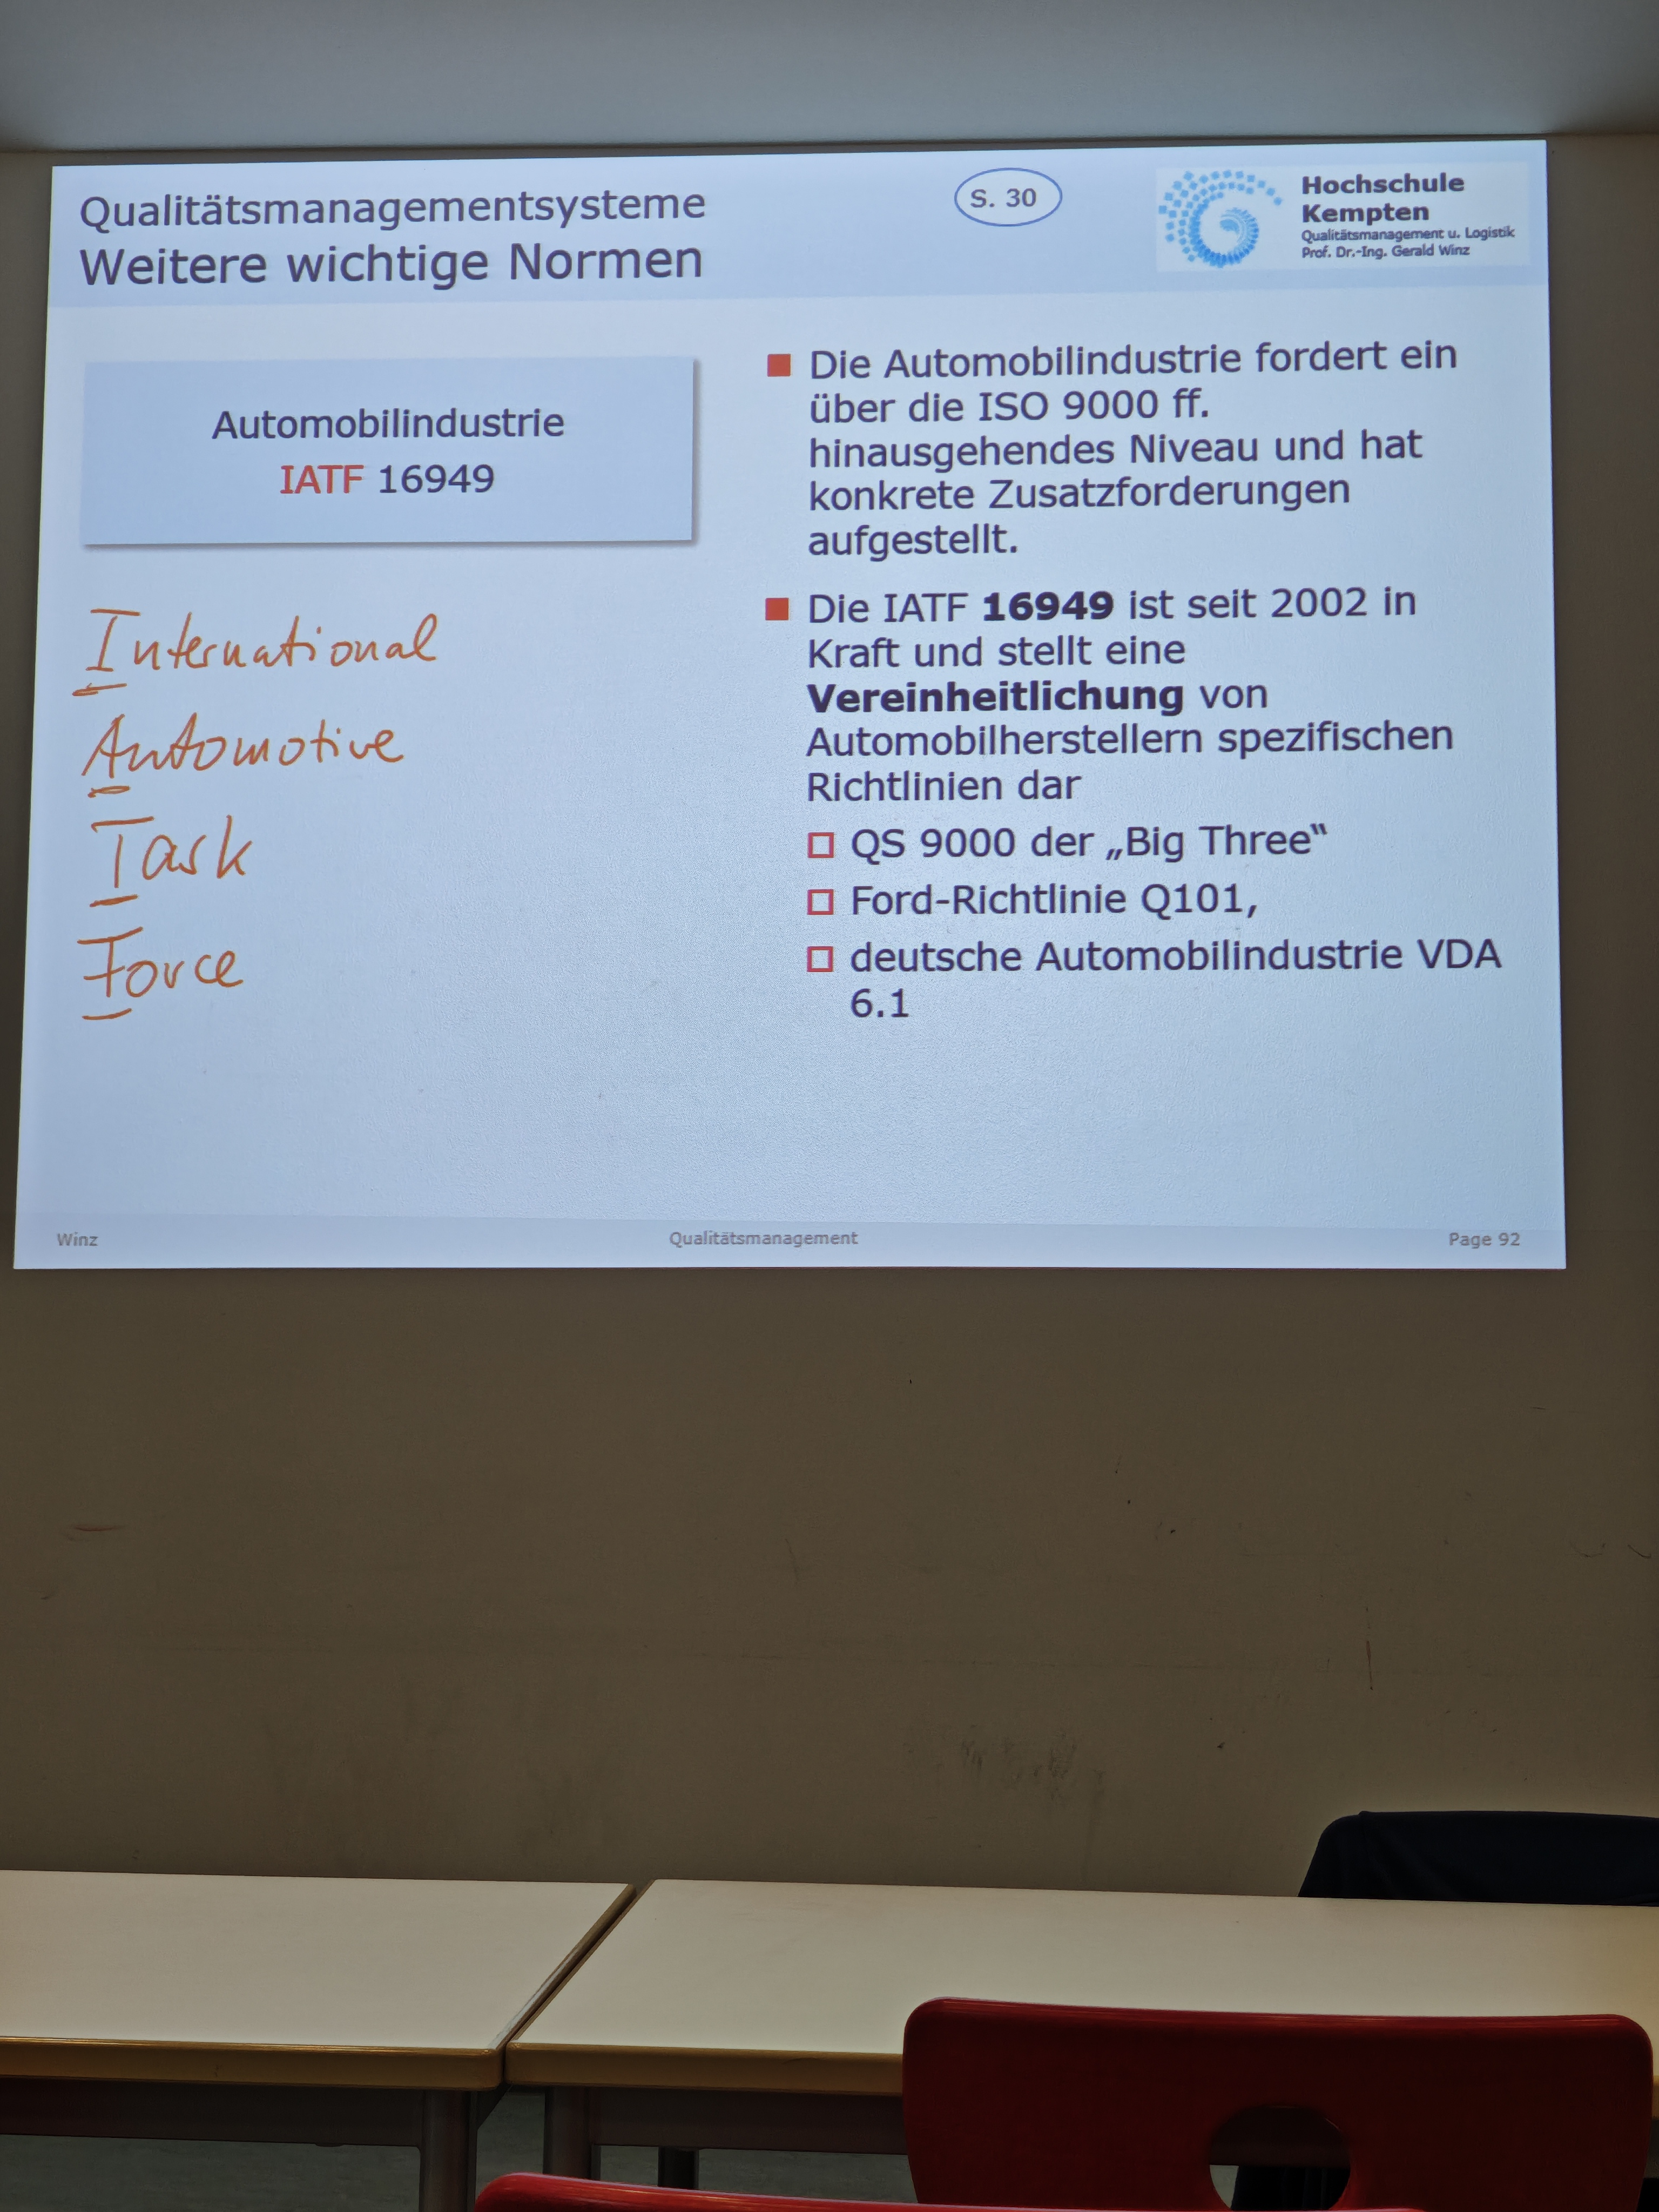 Qualitätsmanagementsysteme
Weitere wichtige Normen
S. 30
Hochschule
Kempten
Qualitätsmanagement u. Logistik
Prof. Dr.-Ing. Gerald Winz
Automobilindustrie
IATF 16949
International
Automotive
Task
Force
Die Automobilindustrie fordert ein
über die ISO 9000 ff.
hinausgehendes Niveau und hat
konkrete Zusatzforderungen
aufgestellt.
Die IATF 16949 ist seit 2002 in
Kraft und stellt eine
Vereinheitlichung von
Automobilherstellern spezifischen
Richtlinien dar
QS 9000 der „Big Three“
Ford-Richtlinie Q101,
deutsche Automobilindustrie VDA
6.1
Winz
Qualitätsmanagement
Page 92